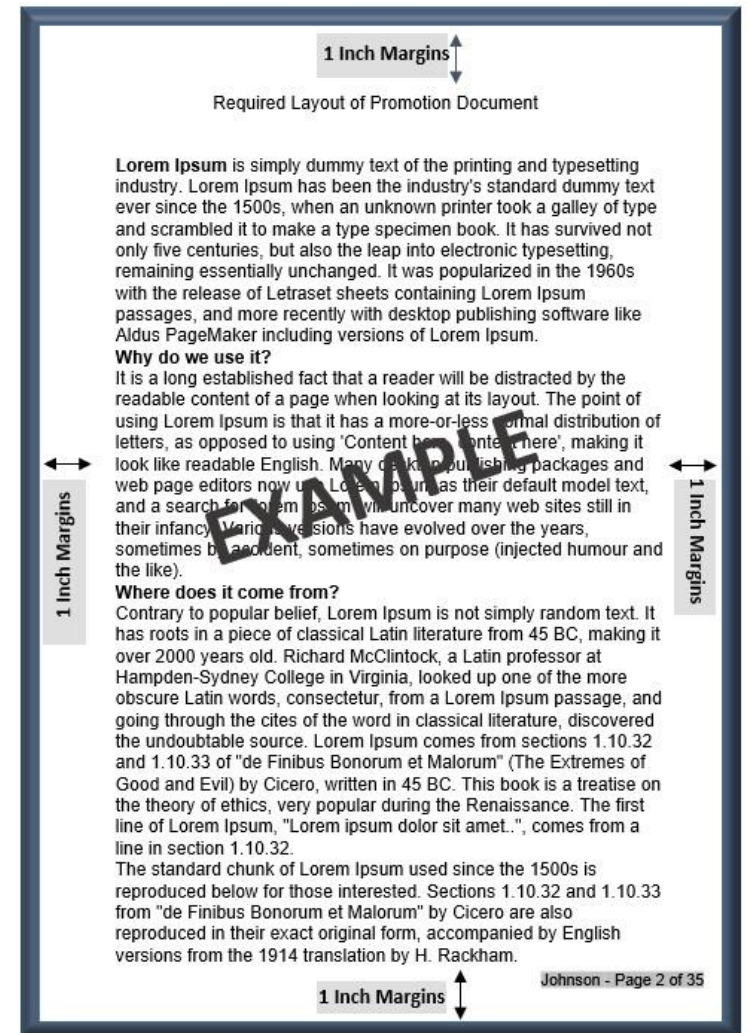 1 Inch Margins
Required Layout of Promotion Document
Lorem Ipsum is simply dummy text of the printing and typesetting
industry. Lorem Ipsum has been the industry's standard dummy text
ever since the 1500s, when an unknown printer took a galley of type
and scrambled it to make a type specimen book. It has survived not
only five centuries, but also the leap into electronic typesetting,
remaining essentially unchanged. It was popularized in the 1960s
with the release of Letraset sheets containing Lorem Ipsum
passages, and more recently with desktop publishing software like
Aldus PageMaker including versions of Lorem Ipsum.
Why do we use it?
It is a long established fact that a reader will be distracted by the
readable content of a page when looking at its layout. The point of
using Lorem Ipsum is that it has a more-or-less normal distribution of
letters, as opposed to using 'Content here, content here', making it
look like readable English. Many desktop publishing packages and
web page editors now use Lorem Ipsum as their default model text,
and a search for 'lorem ipsum' will uncover many web sites still in
their infancy. Various versions have evolved over the years,
sometimes by accident, sometimes on purpose (injected humour and
the like).
EXAMPLE
1 Inch Margins
1 Inch Margins
Where does it come from?
Contrary to popular belief, Lorem Ipsum is not simply random text. It
has roots in a piece of classical Latin literature from 45 BC, making it
over 2000 years old. Richard McClintock, a Latin professor at
Hampden-Sydney College in Virginia, looked up one of the more
obscure Latin words, consectetur, from a Lorem Ipsum passage, and
going through the cites of the word in classical literature, discovered
the undoubtable source. Lorem Ipsum comes from sections 1.10.32
and 1.10.33 of "de Finibus Bonorum et Malorum" (The Extremes of
Good and Evil) by Cicero, written in 45 BC. This book is a treatise on
the theory of ethics, very popular during the Renaissance. The first
line of Lorem Ipsum, "Lorem ipsum dolor sit amet..", comes from a
line in section 1.10.32.
The standard chunk of Lorem Ipsum used since the 1500s is
reproduced below for those interested. Sections 1.10.32 and 1.10.33
from "de Finibus Bonorum et Malorum" by Cicero are also
reproduced in their exact original form, accompanied by English
versions from the 1914 translation by H. Rackham.
Johnson - Page 2 of 35
1 Inch Margins